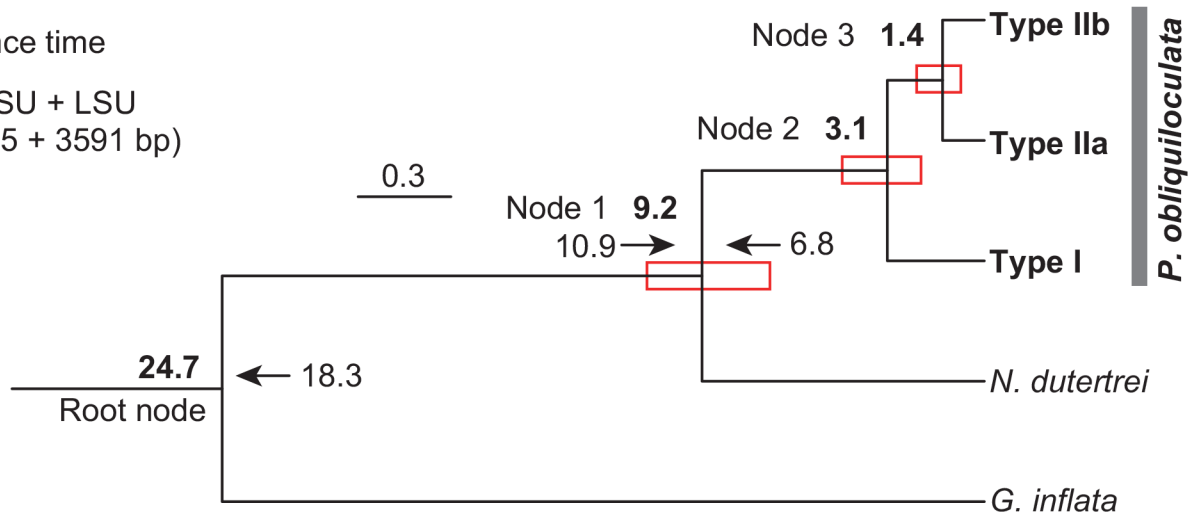 ce time
SU + LSU
5 + 3591 bp)
0.3
Node 3 1.4
Type IIb
Node 2 3.1
Type IIa
Node 1 9.2
10.9
6.8
Type I
P. obliquiloculata
24.7
18.3
Root node
N. dutertrei
G. inflata